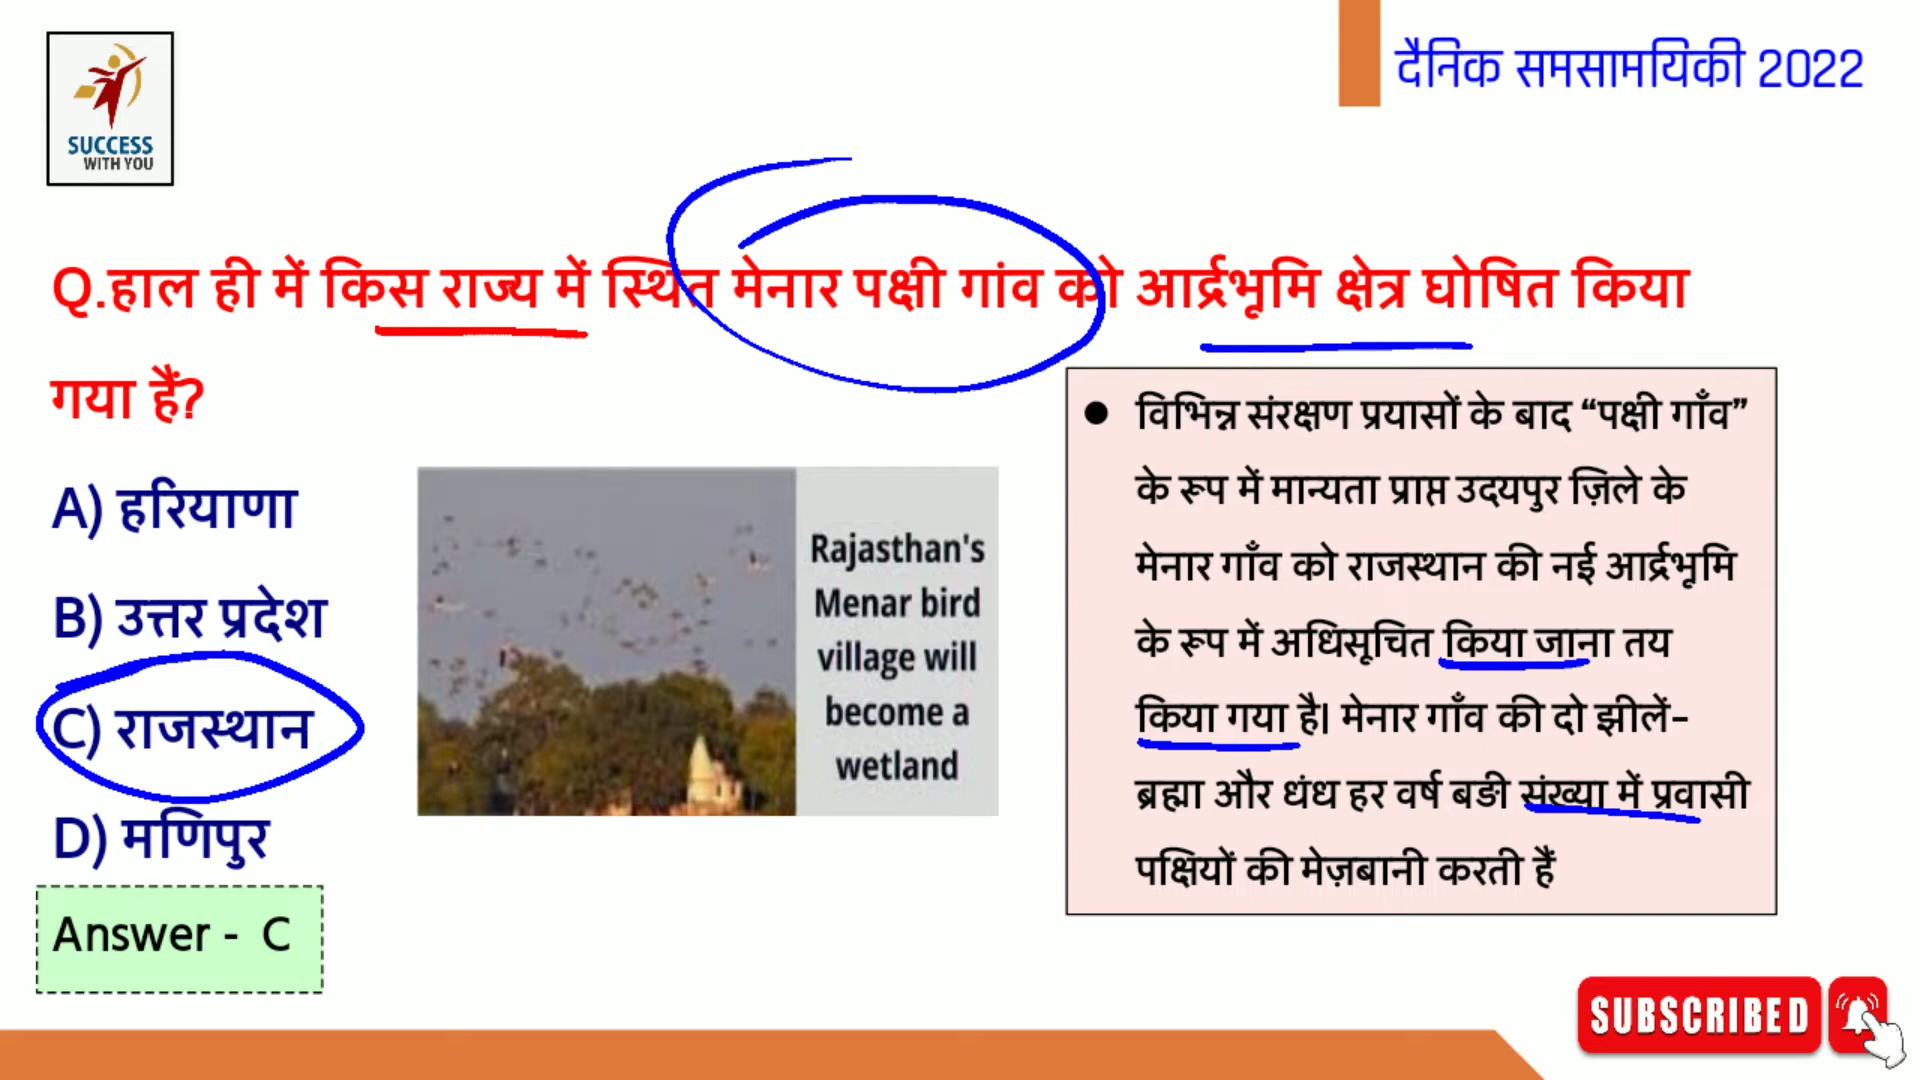 SUCCESS
WITH YOU
दैनिक समसामयिकी 2022
Q.हाल ही में किस राज्य में स्थित मेनार पक्षी गांव को आर्द्रभूमि क्षेत्र घोषित किया
गया हैं?
A) हरियाणा
B) उत्तर प्रदेश
C) राजस्थान
D) मणिपुर
Answer - C
Rajasthan's
Menar bird
village will
become a
wetland
● विभिन्न संरक्षण प्रयासों के बाद “पक्षी गाँव”
के रूप में मान्यता प्राप्त उदयपुर ज़िले के
मेनार गाँव को राजस्थान की नई आर्द्रभूमि
के रूप में अधिसूचित किया जाना तय
किया गया है। मेनार गाँव की दो झीलें-
ब्रह्मा और धंध हर वर्ष बङी संख्या में प्रवासी
पक्षियों की मेज़बानी करती हैं
SUBSCRIBED